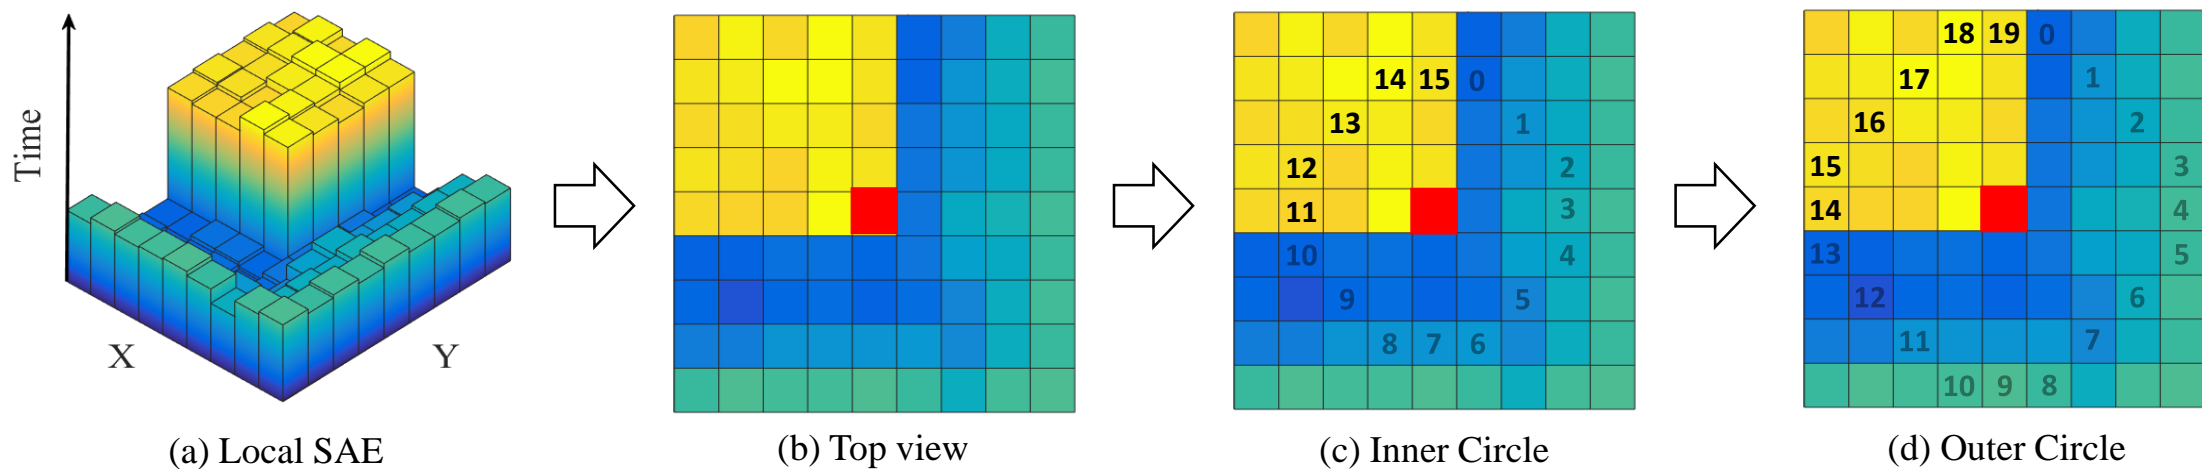 Time
X
Y
18 19 0
14 15 0
17 1
13 1
16 2
12 2
15 3
11 3
14 4
10 4
13 5
9 5
12 6
8 7 6
11 7
10 9 8
(a) Local SAE
(b) Top view
(c) Inner Circle
(d) Outer Circle